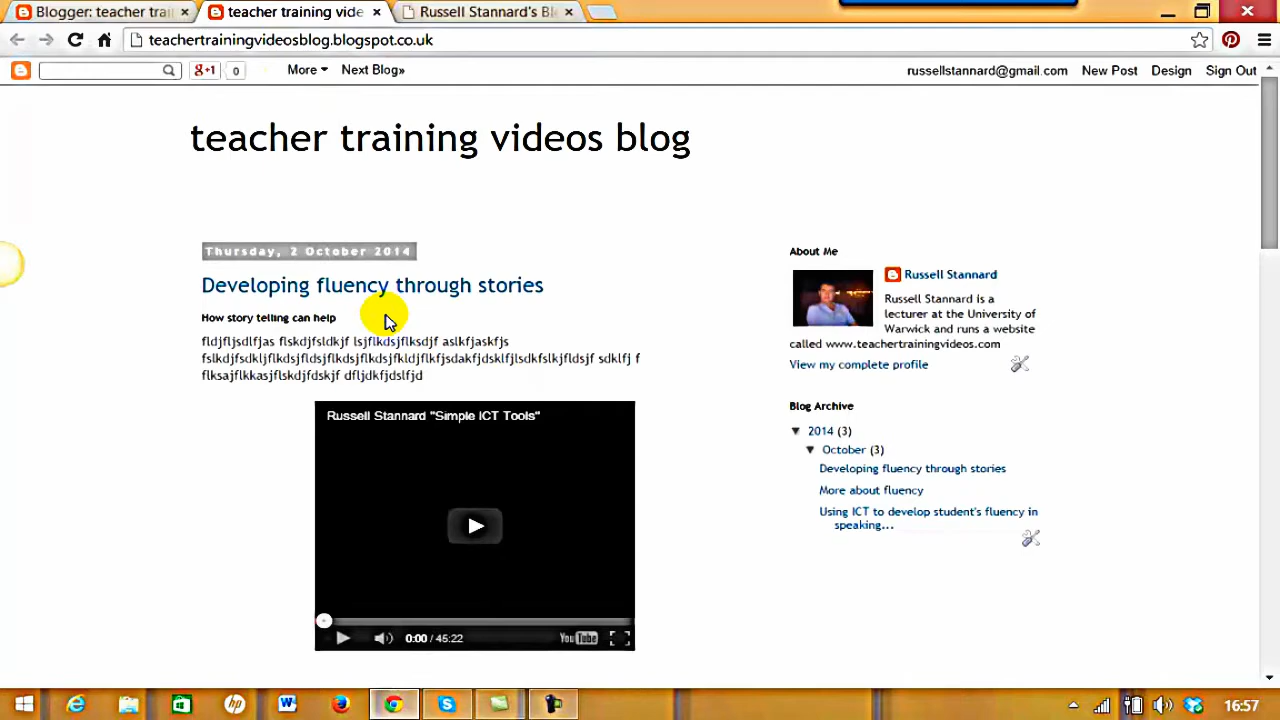 Blogger: teacher trai
teacher training vide
Russell Stannard's Bl
teachertrainingvideosblog.blogspot.co.uk
g+1 0 More Next Blog» russellstannard@gmail.com New Post Design Sign Out
teacher training videos blog
Thursday, 2 October 2014
Developing fluency through stories
How story telling can help
fldjfljsdlfjas flskdjfsldkjf lsjflkdsjflksdjf aslkfjaskfjs
fslkdjfsdkljflkdsjfldsjflkdsjflkdsjfkldjflkfjsdakfjdsklfjlsdkfslkjfldsjf sdklfj f
flksajflkkasjflskdjfdskjf dfljdkfjdslfjd
Russell Stannard "Simple ICT Tools"
0:00 / 45:22 YouTube
About Me
Russell Stannard
Russell Stannard is a
lecturer at the University of
Warwick and runs a website
called www.teachertrainingvideos.com
View my complete profile
Blog Archive
▼ 2014 (3)
▼ October (3)
Developing fluency through stories
More about fluency
Using ICT to develop student's fluency in
speaking...
16:57